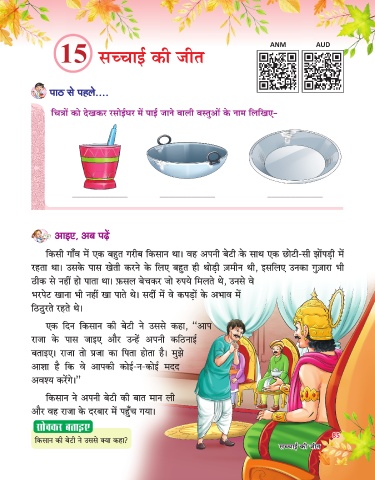 ANM AUD
15 सच्चाई की जीत
पाठ से पहले....
चित्रों को देखकर रसोईघर में पाई जाने वाली वस्तुओं के नाम लिखिए-
आइए, अब पढ़ें
किसी गाँव में एक बहुत गरीब किसान था। वह अपनी बेटी के साथ एक छोटी-सी झोंपड़ी में
रहता था। उसके पास खेती करने के लिए बहुत ही थोड़ी ज़मीन थी, इसलिए उनका गुज़ारा भी
ठीक से नहीं हो पाता था। फ़सल बेचकर जो रुपये मिलते थे, उनसे वे
भरपेट खाना भी नहीं खा पाते थे। सर्दी में वे कपड़ों के अभाव में
ठिठुरते रहते थे।
एक दिन किसान की बेटी ने उससे कहा, “आप
राजा के पास जाइए और उन्हें अपनी कठिनाई
बताइए। राजा तो प्रजा का पिता होता है। मुझे
आशा है कि वे आपकी कोई-न-कोई मदद
अवश्य करेंगे।”
किसान ने अपनी बेटी की बात मान ली
और वह राजा के दरबार में पहुँच गया।
सोचकर बताइए
किसान की बेटी ने उससे क्या कहा?
85
सच्चाई की जीत